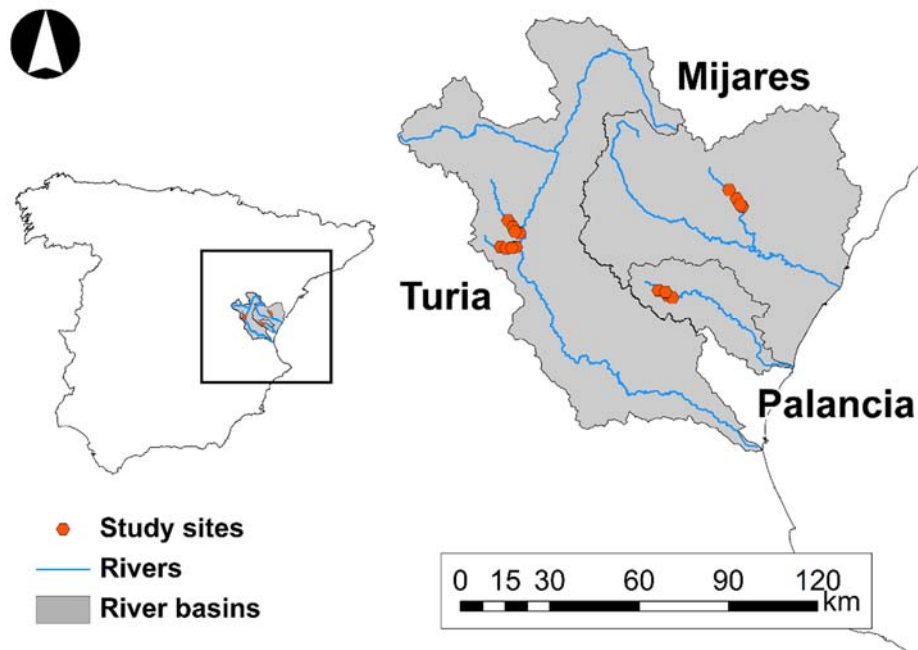 Mijares
Turia
Palancia
Study sites
Rivers
River basins
0 15 30 60 90 120
km